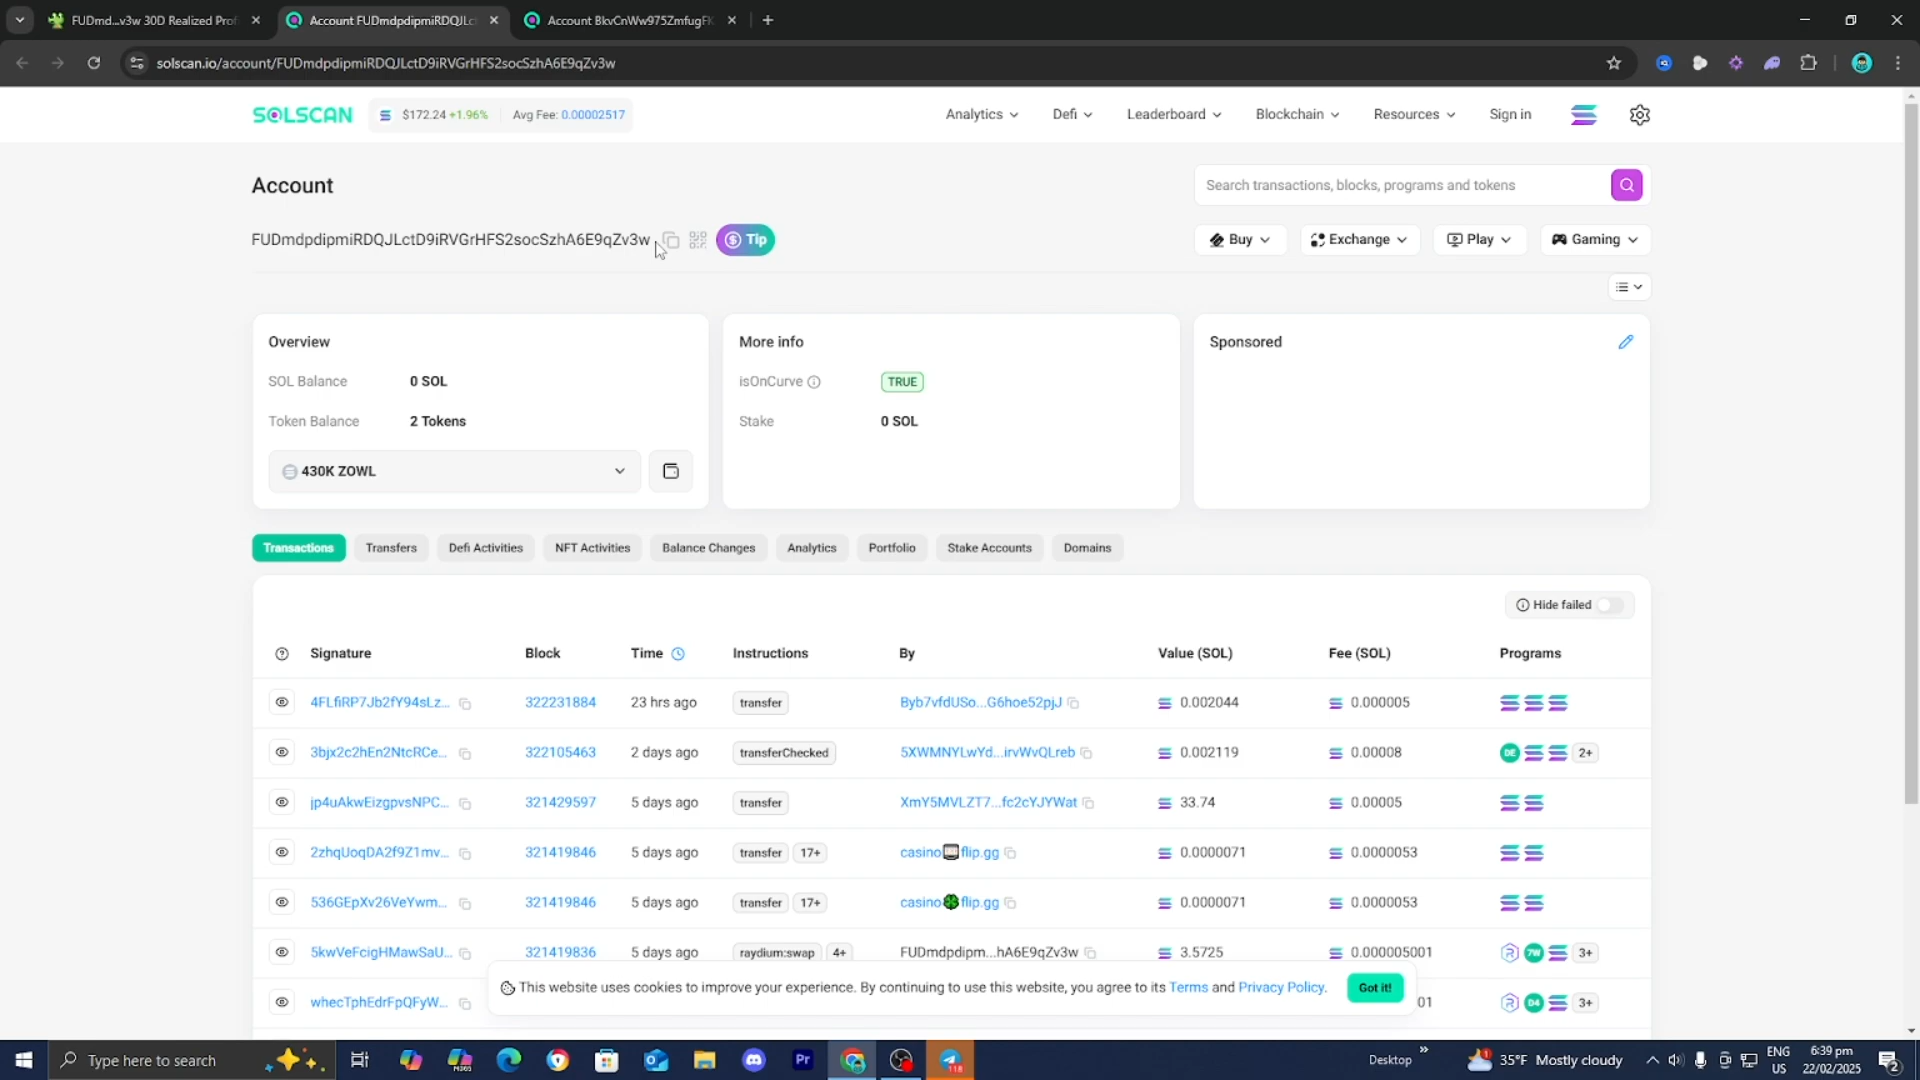 FUDmd...v3w 30D Realized Prof
Account FUDmdpdipmiRDQJLct
Account BkvCnWw975ZmfugFK
solscan.io/account/FUDmdpdipmiRDQJLctD9iRVGrHFS2socSzhA6E9qZv3w
SOLSCAN
$172.24 +1.96%
Avg Fee: 0.00002517
Analytics
Defi
Leaderboard
Blockchain
Resources
Sign in
Account
Search transactions, blocks, programs and tokens
FUDmdpdipmiRDQJLctD9iRVGrHFS2socSzhA6E9qZv3w
Tip
Buy
Exchange
Play
Gaming
Overview
SOL Balance 0 SOL
Token Balance 2 Tokens
430K ZOWL
More info
isOnCurve TRUE
Stake 0 SOL
Sponsored
Transactions
Transfers
Defi Activities
NFT Activities
Balance Changes
Analytics
Portfolio
Stake Accounts
Domains
Hide failed
Signature Block Time Instructions By Value (SOL) Fee (SOL) Programs
4FLfiRP7Jb2fY94sLz... 322231884 23 hrs ago transfer Byb7vfdUSo...G6hoe52pjJ 0.002044 0.000005
3bjx2c2hEn2NtcRCe... 322105463 2 days ago transferChecked 5XWMNYLwYd...irvWvQLreb 0.002119 0.00008 DE 2+
jp4uAkwEizgpvsNPC... 321429597 5 days ago transfer XmY5MVLZT7...fc2cYJYWat 33.74 0.00005
2zhqUoqDA2f9Z1mv... 321419846 5 days ago transfer 17+ casino🎰flip.gg 0.0000071 0.0000053
536GEpXv26VeYwm... 321419846 5 days ago transfer 17+ casino🍀flip.gg 0.0000071 0.0000053
5kwVeFcigHMawSaU... 321419836 5 days ago raydium:swap 4+ FUDmdpdipm...hA6E9qZv3w 3.5725 0.000005001 7W 3+
whecTphEdrFpQFyW... 01 D4 3+
This website uses cookies to improve your experience. By continuing to use this website, you agree to its Terms and Privacy Policy.
Got it!
Type here to search
M365
Pr
118
Desktop
1
35°F Mostly cloudy
ENG
US
6:39 pm
22/02/2025
2